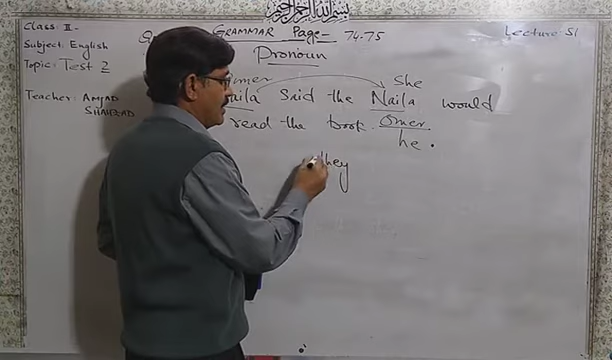 بسم الله الرحمن الرحيم
Class: II
GRAMMAR Page- 74-75
Lecture: 51
Subject: English
Pronoun
Topic: Test 2
omer
She
Teacher: AMJAD
SHAHZAD
Naila Said the Naila would
read the book. omer
he.
they